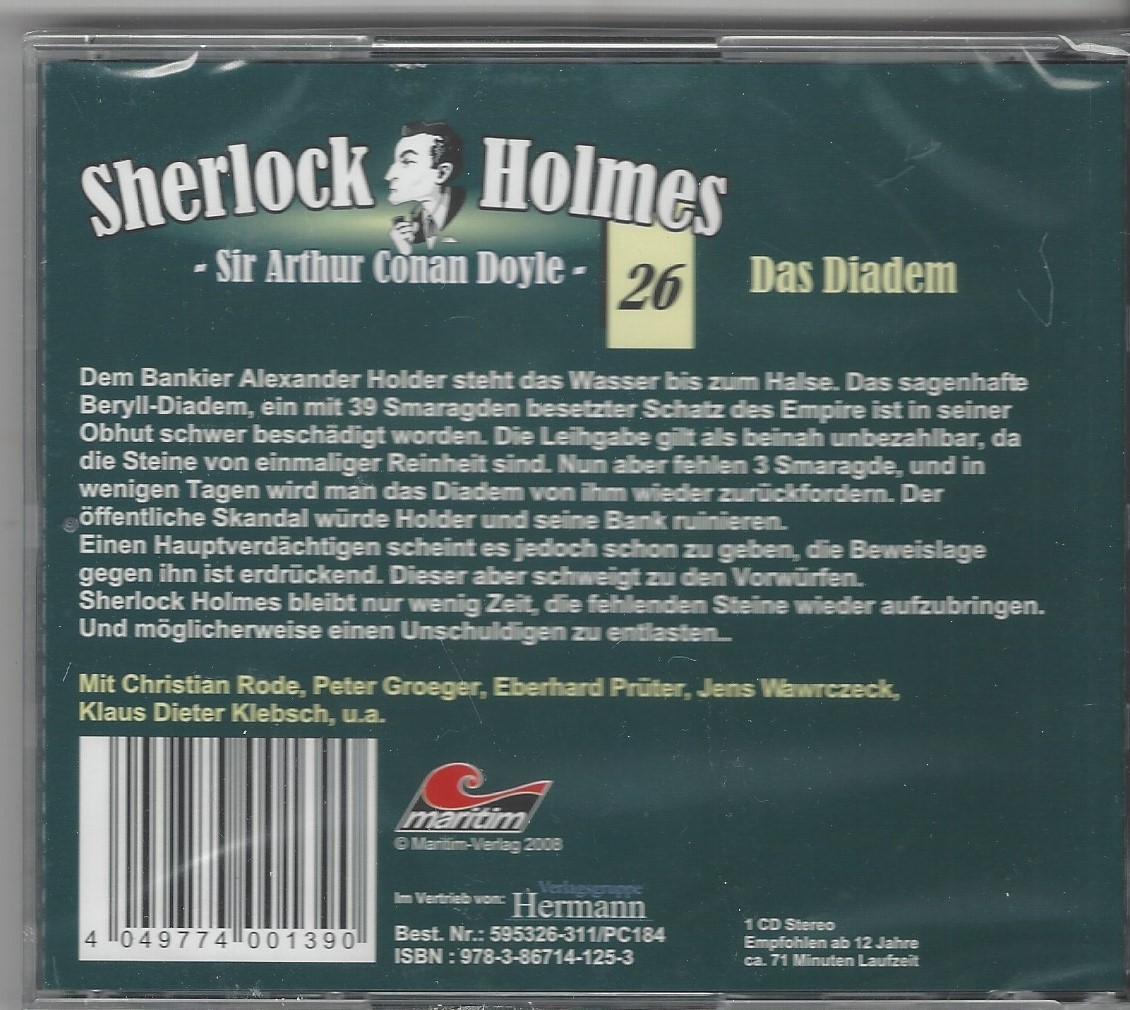 Sherlock Holmes
- Sir Arthur Conan Doyle -
26
Das Diadem
Dem Bankier Alexander Holder steht das Wasser bis zum Halse. Das sagenhafte
Beryll-Diadem, ein mit 39 Smaragden besetzter Schatz des Empire ist in seiner
Obhut schwer beschädigt worden. Die Leihgabe gilt als beinah unbezahlbar, da
die Steine von einmaliger Reinheit sind. Nun aber fehlen 3 Smaragde, und in
wenigen Tagen wird man das Diadem von ihm wieder zurückfordern. Der
öffentliche Skandal würde Holder und seine Bank ruinieren.
Einen Hauptverdächtigen scheint es jedoch schon zu geben, die Beweislage
gegen ihn ist erdrückend. Dieser aber schweigt zu den Vorwürfen.
Sherlock Holmes bleibt nur wenig Zeit, die fehlenden Steine wieder aufzubringen.
Und möglicherweise einen Unschuldigen zu entlasten...
Mit Christian Rode, Peter Groeger, Eberhard Prüter, Jens Wawrczeck,
Klaus Dieter Klebsch, u.a.
4 049774 001390
maritim
© Maritim-Verlag 2008
Im Vertrieb von: Verlagsgruppe
Hermann
Best. Nr.: 595326-311/PC184
ISBN : 978-3-86714-125-3
1 CD Stereo
Empfohlen ab 12 Jahre
ca. 71 Minuten Laufzeit